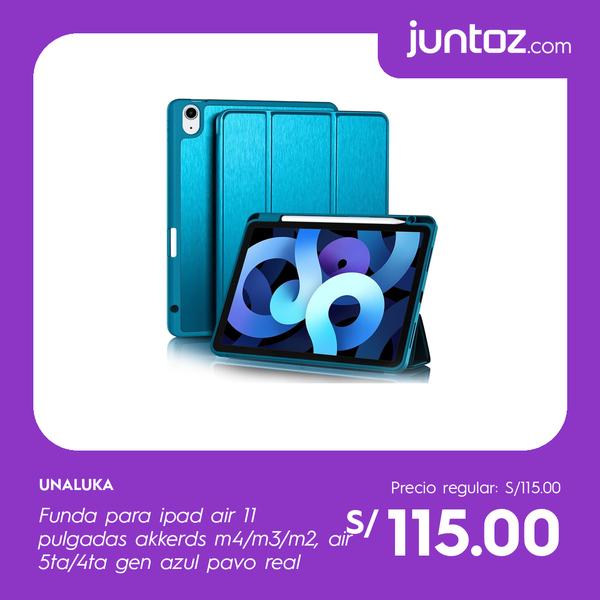 juntoz.com
UNALUKA
Funda para ipad air 11
pulgadas akkerds m4/m3/m2, air
5ta/4ta gen azul pavo real
Precio regular: S/115.00
S/ 115.00